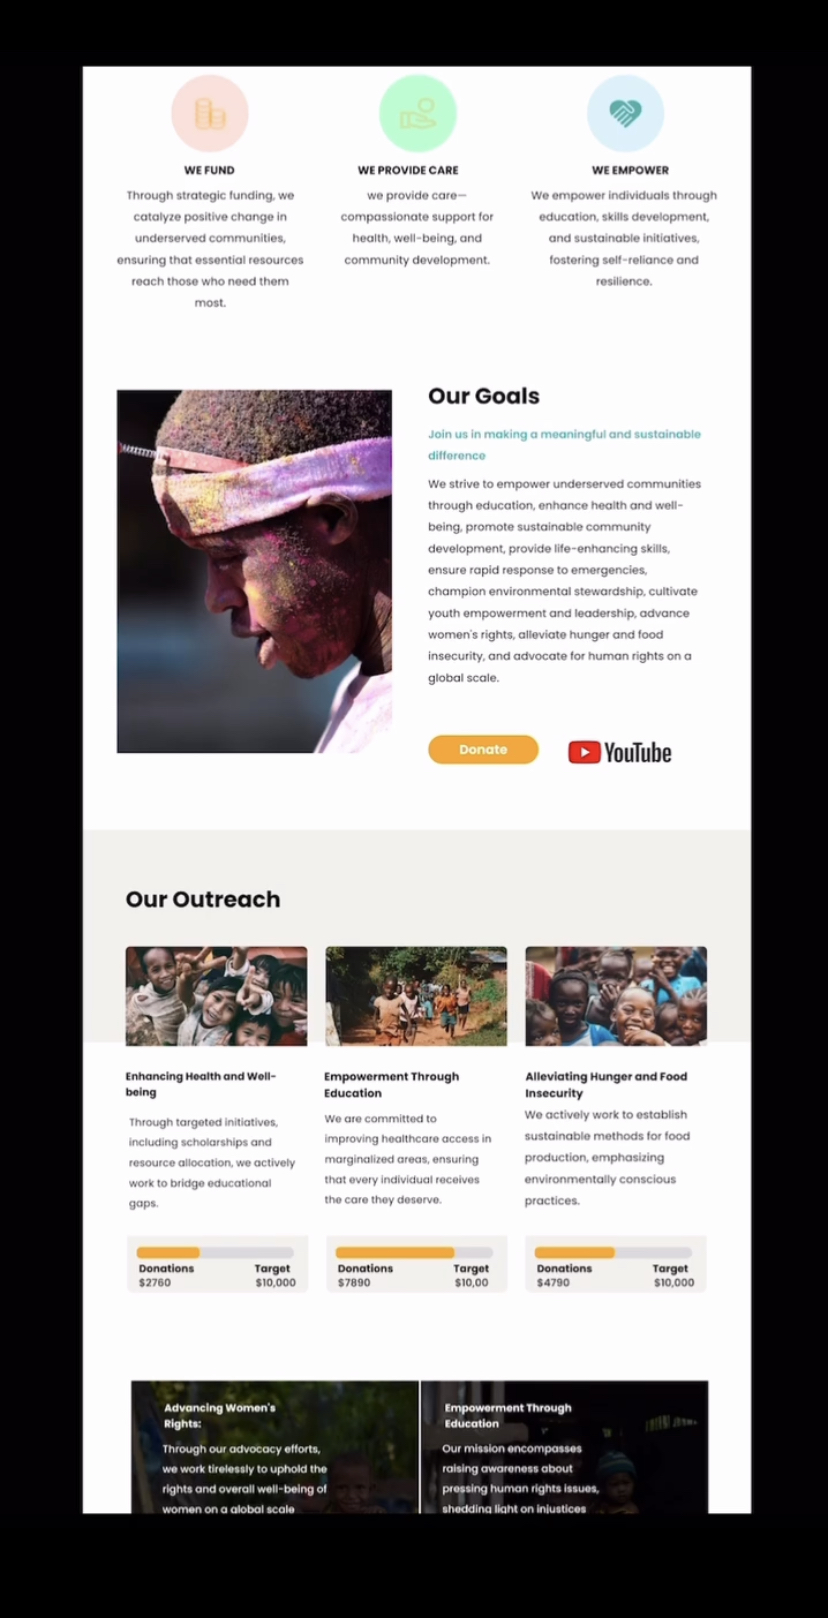 WE FUND
Through strategic funding, we
catalyze positive change in
underserved communities,
ensuring that essential resources
reach those who need them
most.
WE PROVIDE CARE
we provide care—
compassionate support for
health, well-being, and
community development.
WE EMPOWER
We empower individuals through
education, skills development,
and sustainable initiatives,
fostering self-reliance and
resilience.
Our Goals
Join us in making a meaningful and sustainable
difference
We strive to empower underserved communities
through education, enhance health and well-
being, promote sustainable community
development, provide life-enhancing skills,
ensure rapid response to emergencies,
champion environmental stewardship, cultivate
youth empowerment and leadership, advance
women's rights, alleviate hunger and food
insecurity, and advocate for human rights on a
global scale.
Donate
YouTube
Our Outreach
Enhancing Health and Well-
being
Through targeted initiatives,
including scholarships and
resource allocation, we actively
work to bridge educational
gaps.
Donations Target
$2760 $10,000
Empowerment Through
Education
We are committed to
improving healthcare access in
marginalized areas, ensuring
that every individual receives
the care they deserve.
Donations Target
$7890 $10,00
Alleviating Hunger and Food
Insecurity
We actively work to establish
sustainable methods for food
production, emphasizing
environmentally conscious
practices.
Donations Target
$4790 $10,000
Advancing Women's
Rights:
Through our advocacy efforts,
we work tirelessly to uphold the
rights and overall well-being of
women on a global scale
Empowerment Through
Education
Our mission encompasses
raising awareness about
pressing human rights issues,
shedding light on injustices